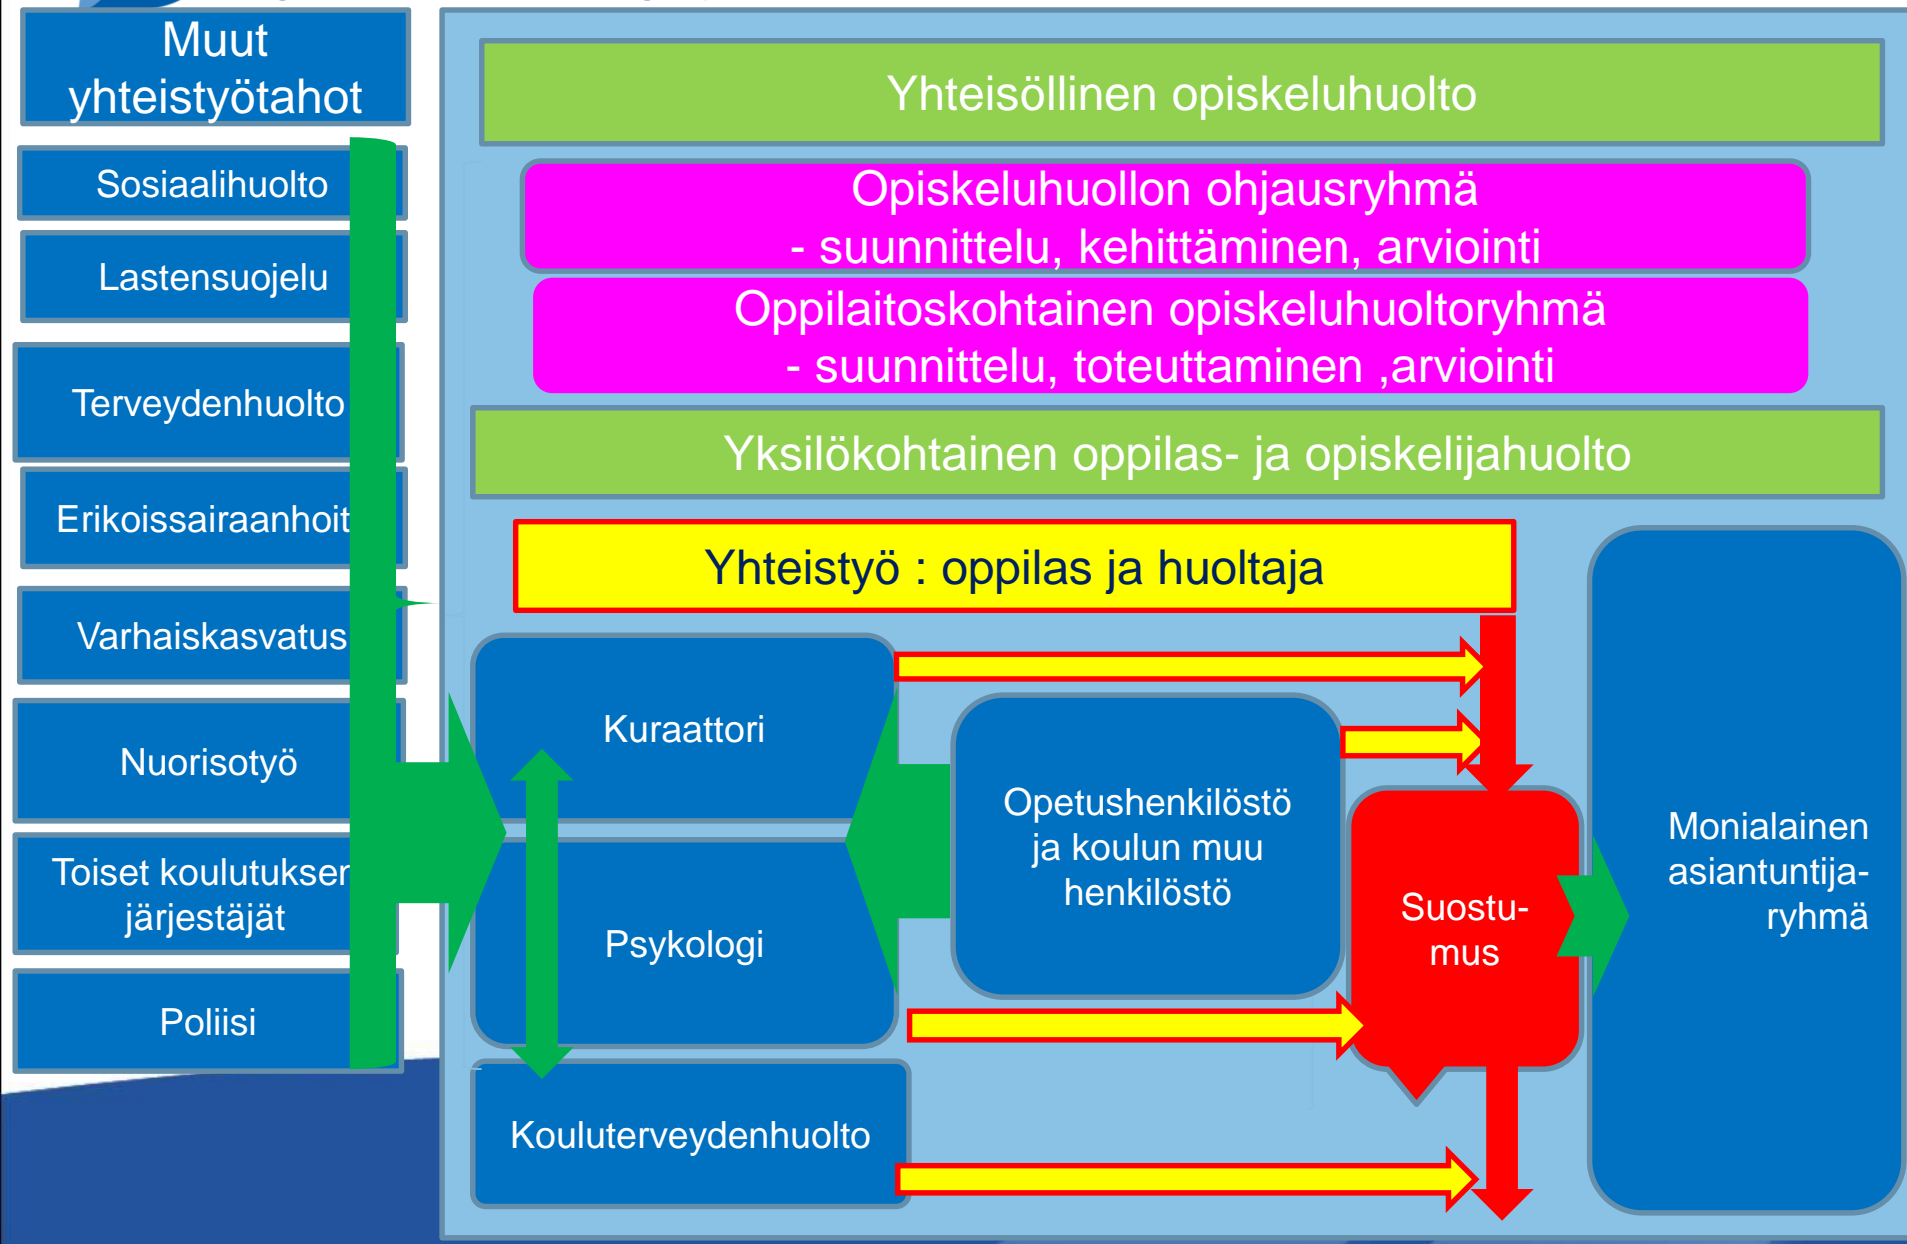 Muut
yhteistyötahot
Sosiaalihuolto
Lastensuojelu
Terveydenhuolto
Erikoissairaanhoit
Varhaiskasvatus
Nuorisotyö
Toiset koulutuksen
järjestäjät
Poliisi
Yhteisöllinen opiskeluhuolto
Opiskeluhuollon ohjausryhmä
- suunnittelu, kehittäminen, arviointi
Oppilaitoskohtainen opiskeluhuoltoryhmä
- suunnittelu, toteuttaminen ,arviointi
Yksilökohtainen oppilas- ja opiskelijahuolto
Yhteistyö : oppilas ja huoltaja
Kuraattori
Psykologi
Kouluterveydenhuolto
Opetushenkilöstö
ja koulun muu
henkilöstö
Suostu-
mus
Monialainen
asiantuntija-
ryhmä